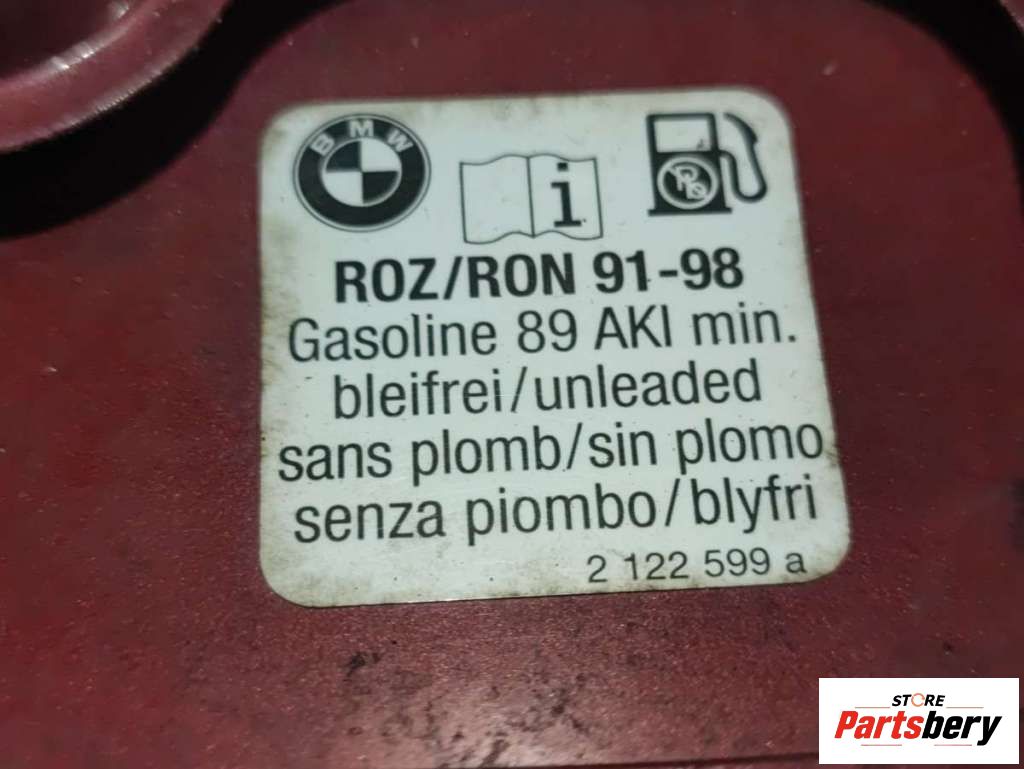 BMW
i
Pb
ROZ/RON 91-98
Gasoline 89 AKI min.
bleifrei/unleaded
sans plomb/sin plomo
senza piombo/blyfri
2 122 599 a
STORE
Partsbery